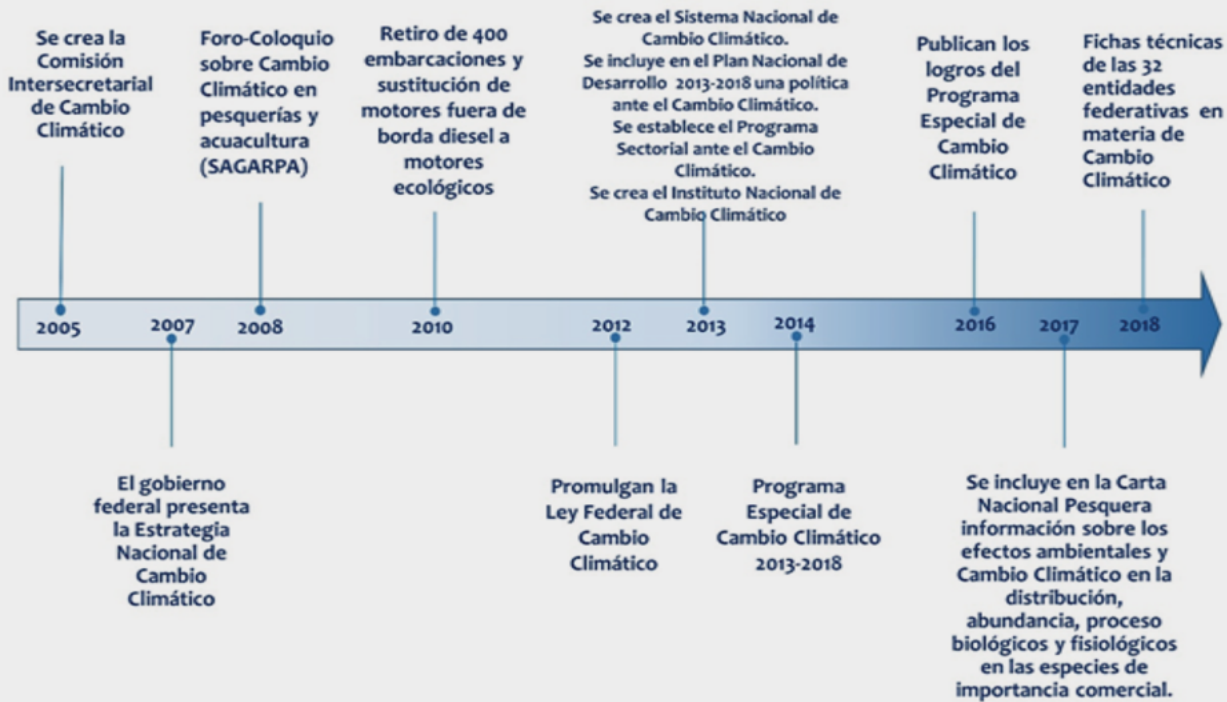 Se crea la
Comisión
Intersecretarial
de Cambio
Climático
Foro-Coloquio
sobre Cambio
Climático en
pesquerías y
acuacultura
(SAGARPA)
Retiro de 400
embarcaciones y
sustitución de
motores fuera de
borda diesel a
motores
ecológicos
Se crea el Sistema Nacional de
Cambio Climático.
Se incluye en el Plan Nacional de
Desarrollo 2013-2018 una política
ante el Cambio Climático.
Se establece el Programa
Sectorial ante el Cambio
Climático.
Se crea el Instituto Nacional de
Cambio Climático
Publican los
logros del
Programa
Especial de
Cambio
Climático
Fichas técnicas
de las 32
entidades
federativas en
materia de
Cambio
Climático
2005 2007 2008 2010 2012 2013 2014 2016 2017 2018
El gobierno
federal presenta
la Estrategia
Nacional de
Cambio
Climático
Promulgan la
Ley Federal de
Cambio
Climático
Programa
Especial de
Cambio Climático
2013-2018
Se incluye en la Carta
Nacional Pesquera
información sobre los
efectos ambientales y
Cambio Climático en la
distribución,
abundancia, proceso
biológicos y fisiológicos
en las especies de
importancia comercial.